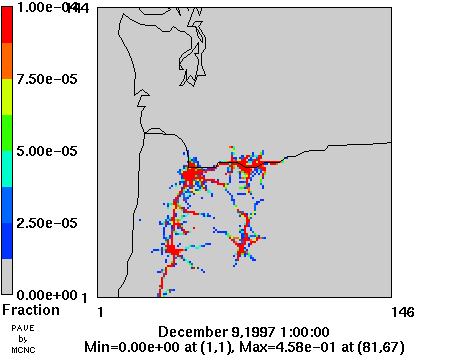 1.00e-04
144
7.50e-05
5.00e-05
2.50e-05
0.00e+00
1
Fraction
1
146
PAVE
by
MCNC
December 9,1997 1:00:00
Min=0.00e+00 at (1,1), Max=4.58e-01 at (81,67)